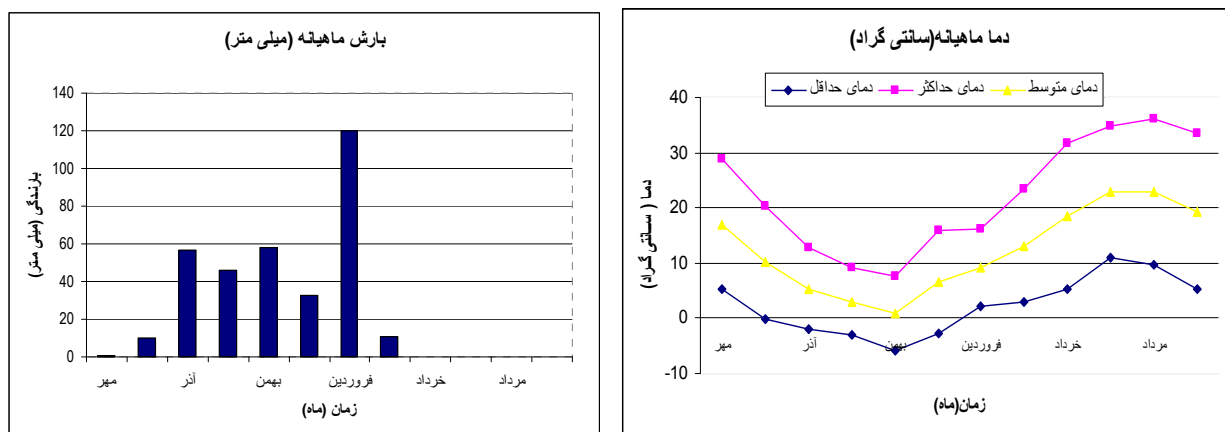 بارش ماهیانه (میلی متر)
140
120
100
80
60
40
20
0
بارندگی (میلی متر)
مهر آذر بهمن فروردین خرداد مرداد
زمان (ماه)
دما ماهیانه(سانتی گراد)
دمای حداقل دمای حداکثر دمای متوسط
40
30
20
10
0
-10
دما ( سانتی گراد)
مهر آذر بهمن فروردین خرداد مرداد
زمان(ماه)